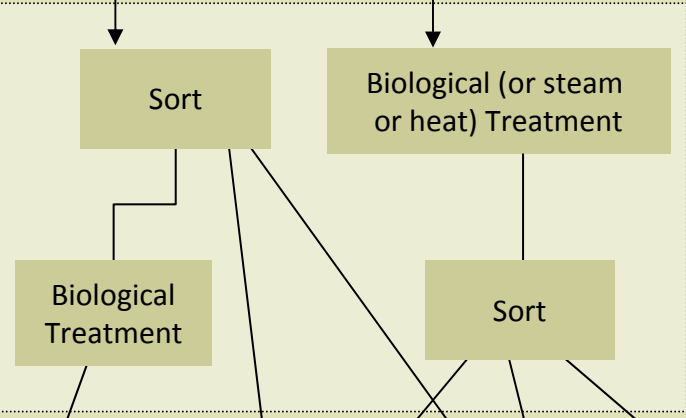 Sort
Biological (or steam
or heat) Treatment
Biological
Treatment
Sort